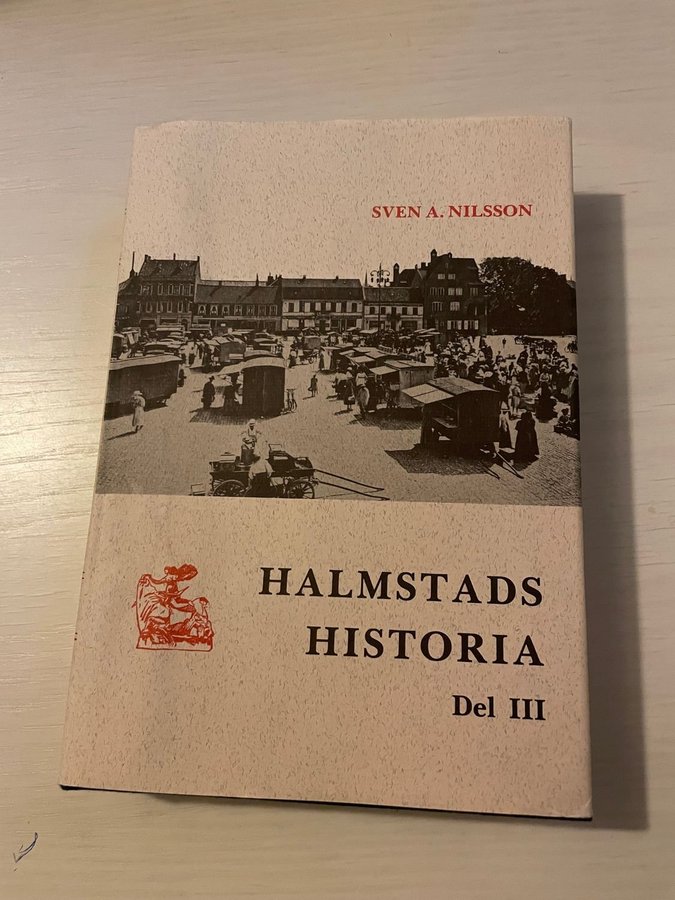 SVEN A. NILSSON
HALMSTADS
HISTORIA
Del III